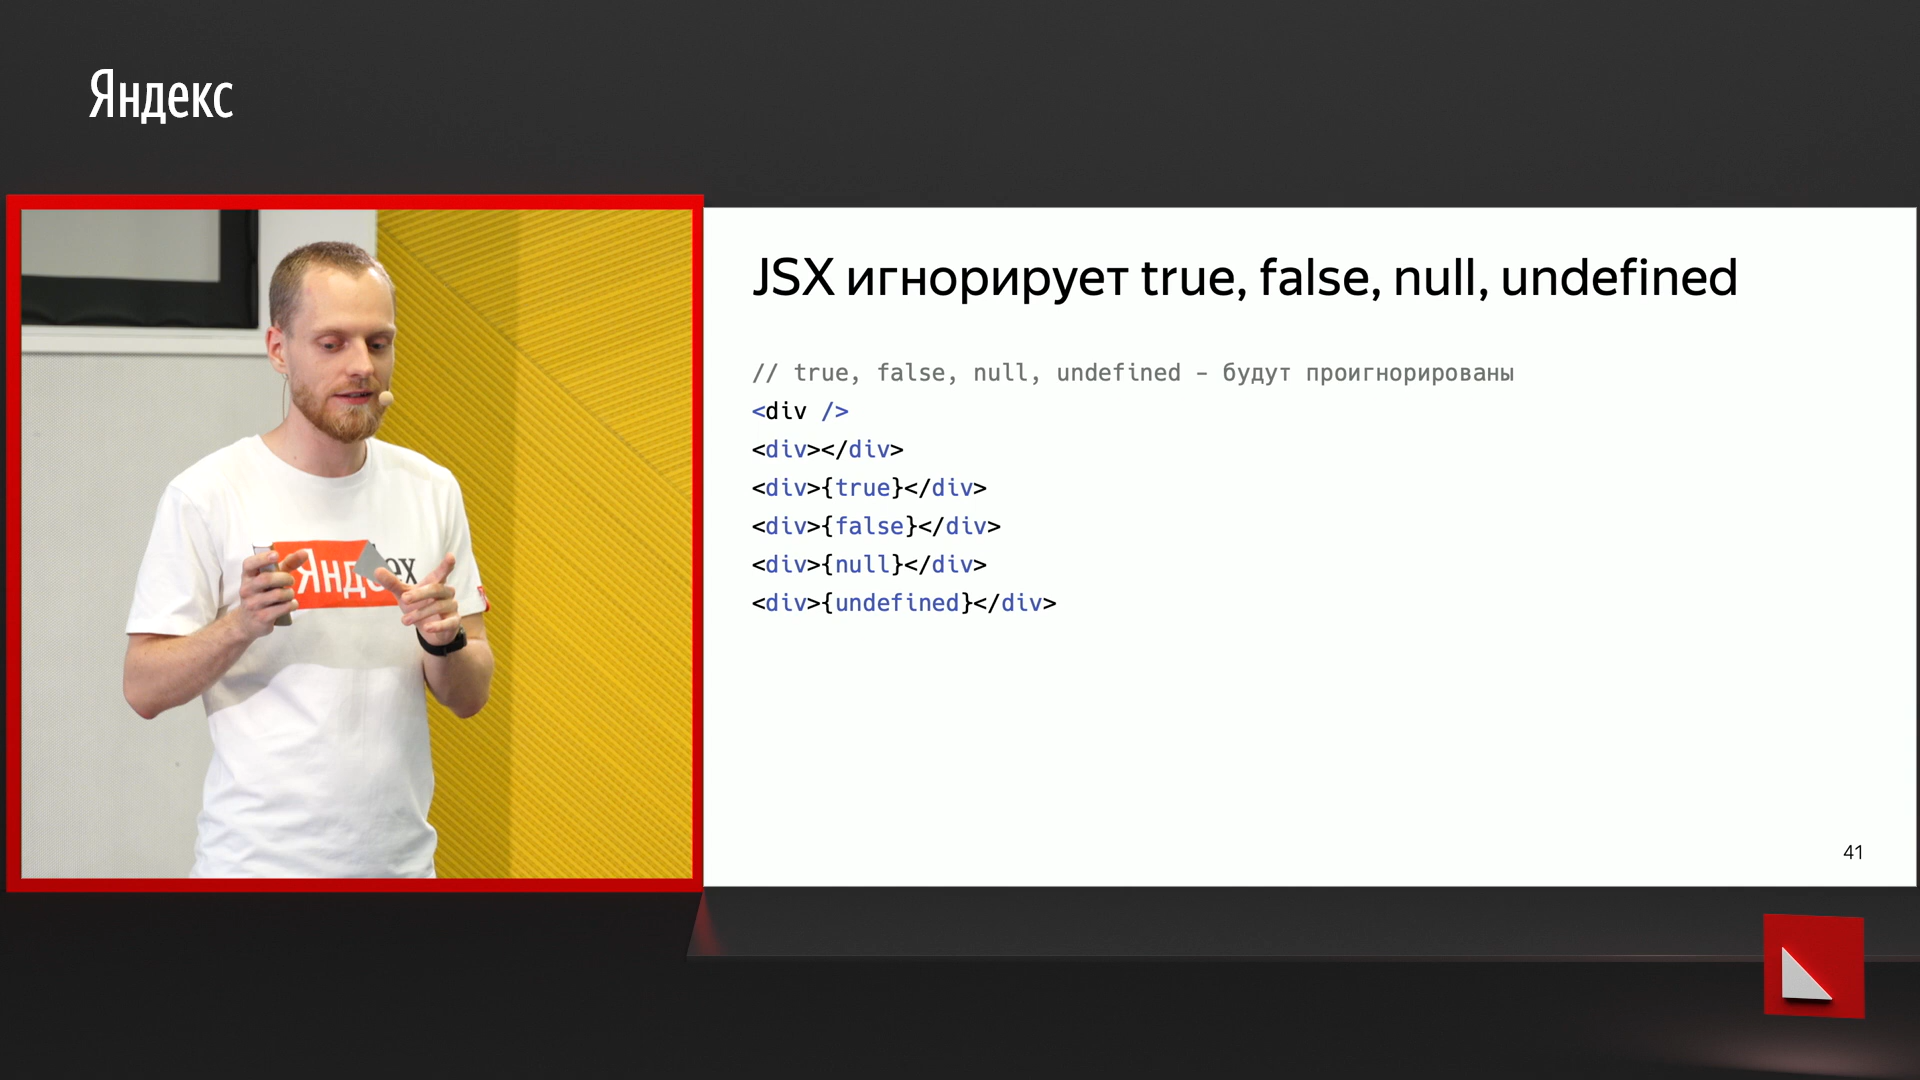 Яндекс
JSX игнорирует true, false, null, undefined
// true, false, null, undefined – будут проигнорированы
<div />
<div></div>
<div>{true}</div>
<div>{false}</div>
<div>{null}</div>
<div>{undefined}</div>
41